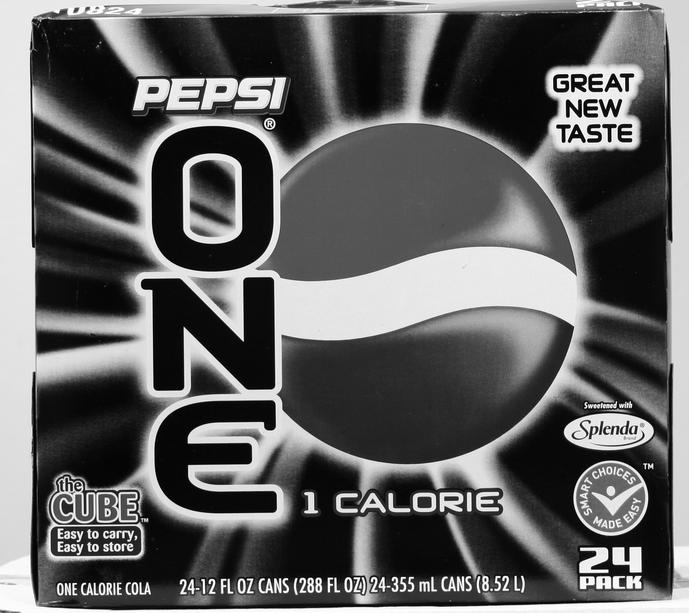 PEPSI
ONE
®
GREAT
NEW
TASTE
Sweetened with
Splenda®
Brand
SMART CHOICES
MADE EASY
TM
1 CALORIE
the
CUBE™
Easy to carry,
Easy to store
24
PACK
ONE CALORIE COLA
24-12 FL OZ CANS (288 FL OZ) 24-355 mL CANS (8.52 L)